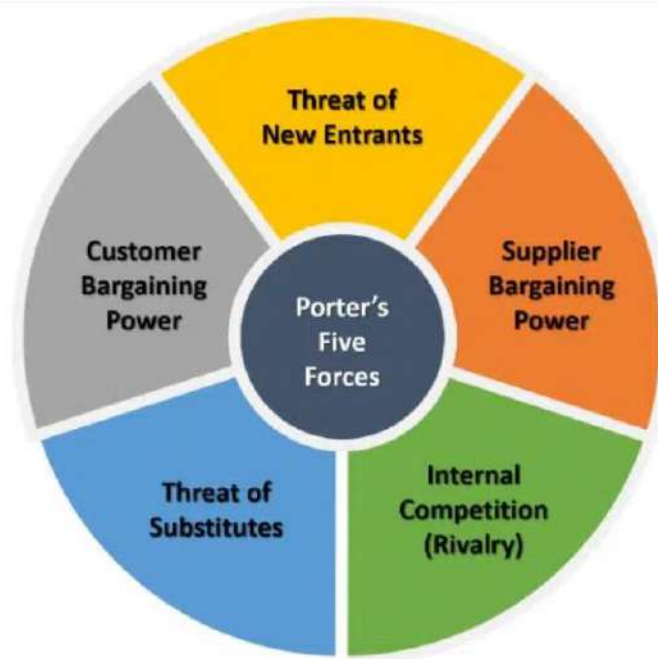 Threat of
New Entrants
Supplier
Bargaining
Power
Internal
Competition
(Rivalry)
Threat of
Substitutes
Customer
Bargaining
Power
Porter's
Five
Forces